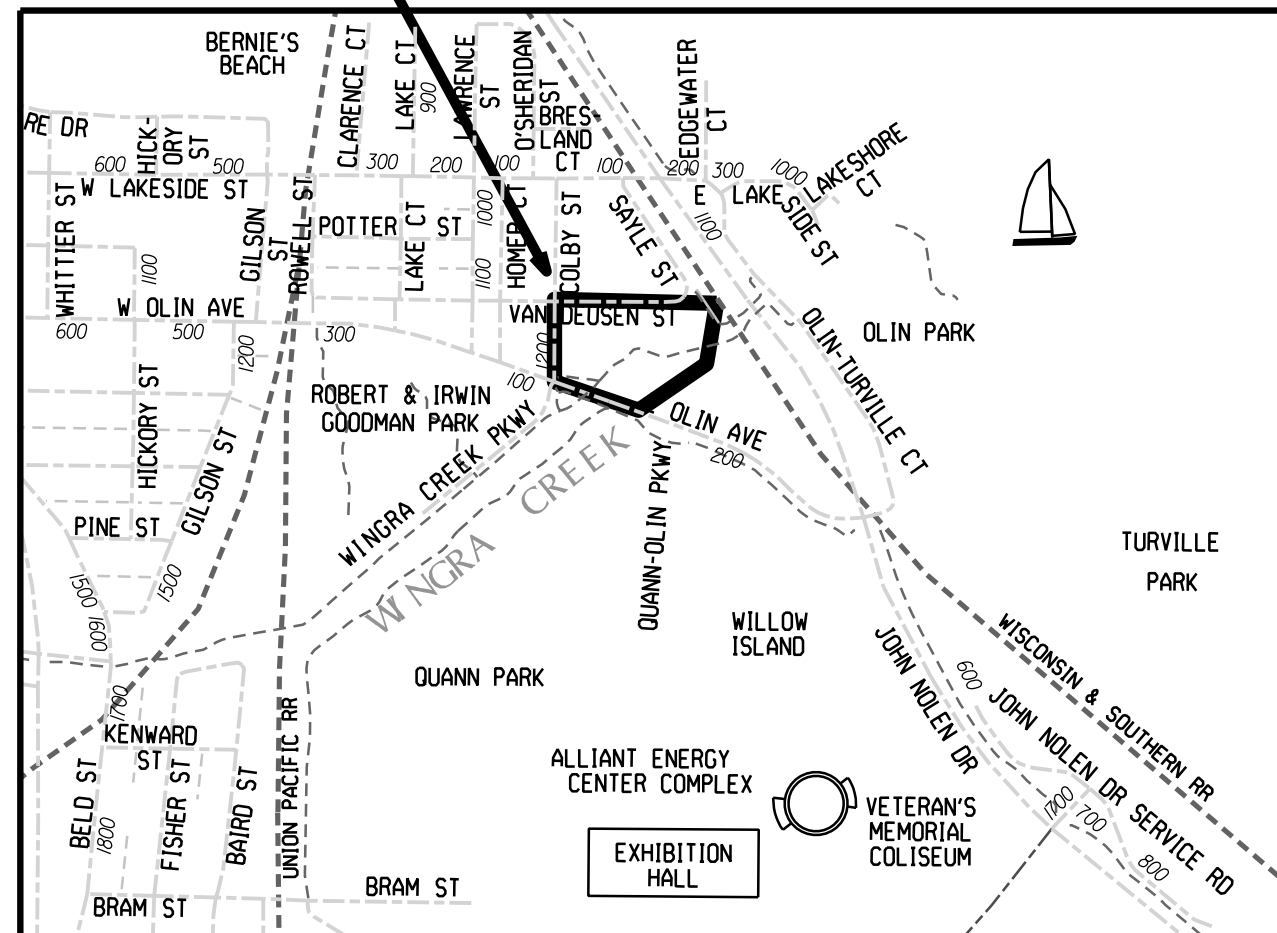 BERNIE'S
BEACH
CLARENCE CT
LAKE CT
900
LAWRENCE
ST
O'SHERIDAN
ST
BRES-
LAND
CT
EDGEWATER
CT
RE DR
HICK-
ORY
ST
600
500
300
200
100
100
200
300
1000
LAKESHORE
CT
W LAKESIDE ST
E LAKE
SIDE ST
WHITTIER ST
GILSON
ST
ROWELL ST
POTTER ST
LAKE CT
1000
1100
HOMER CT
COLBY ST
SAYLE ST
1100
1100
W OLIN AVE
600
500
300
1200
VAN DEUSEN ST
1200
100
OLIN-TURVILLE CT
OLIN PARK
ROBERT & IRWIN
GOODMAN PARK
HICKORY ST
GILSON ST
WINGRA CREEK PKWY
OLIN AVE
200
WINGRA CREEK
QUANN-OLIN PKWY
PINE ST
1500
1500
1600
TURVILLE
PARK
WILLOW
ISLAND
QUANN PARK
JOHN NOLEN DR
600
WISCONSIN & SOUTHERN RR
JOHN NOLEN DR SERVICE RD
1700
KENWARD
ST
UNION PACIFIC RR
ALLIANT ENERGY
CENTER COMPLEX
BELD ST
1800
FISHER ST
BAIRD ST
VETERAN'S
MEMORIAL
COLISEUM
700
800
EXHIBITION
HALL
BRAM ST
BRAM ST